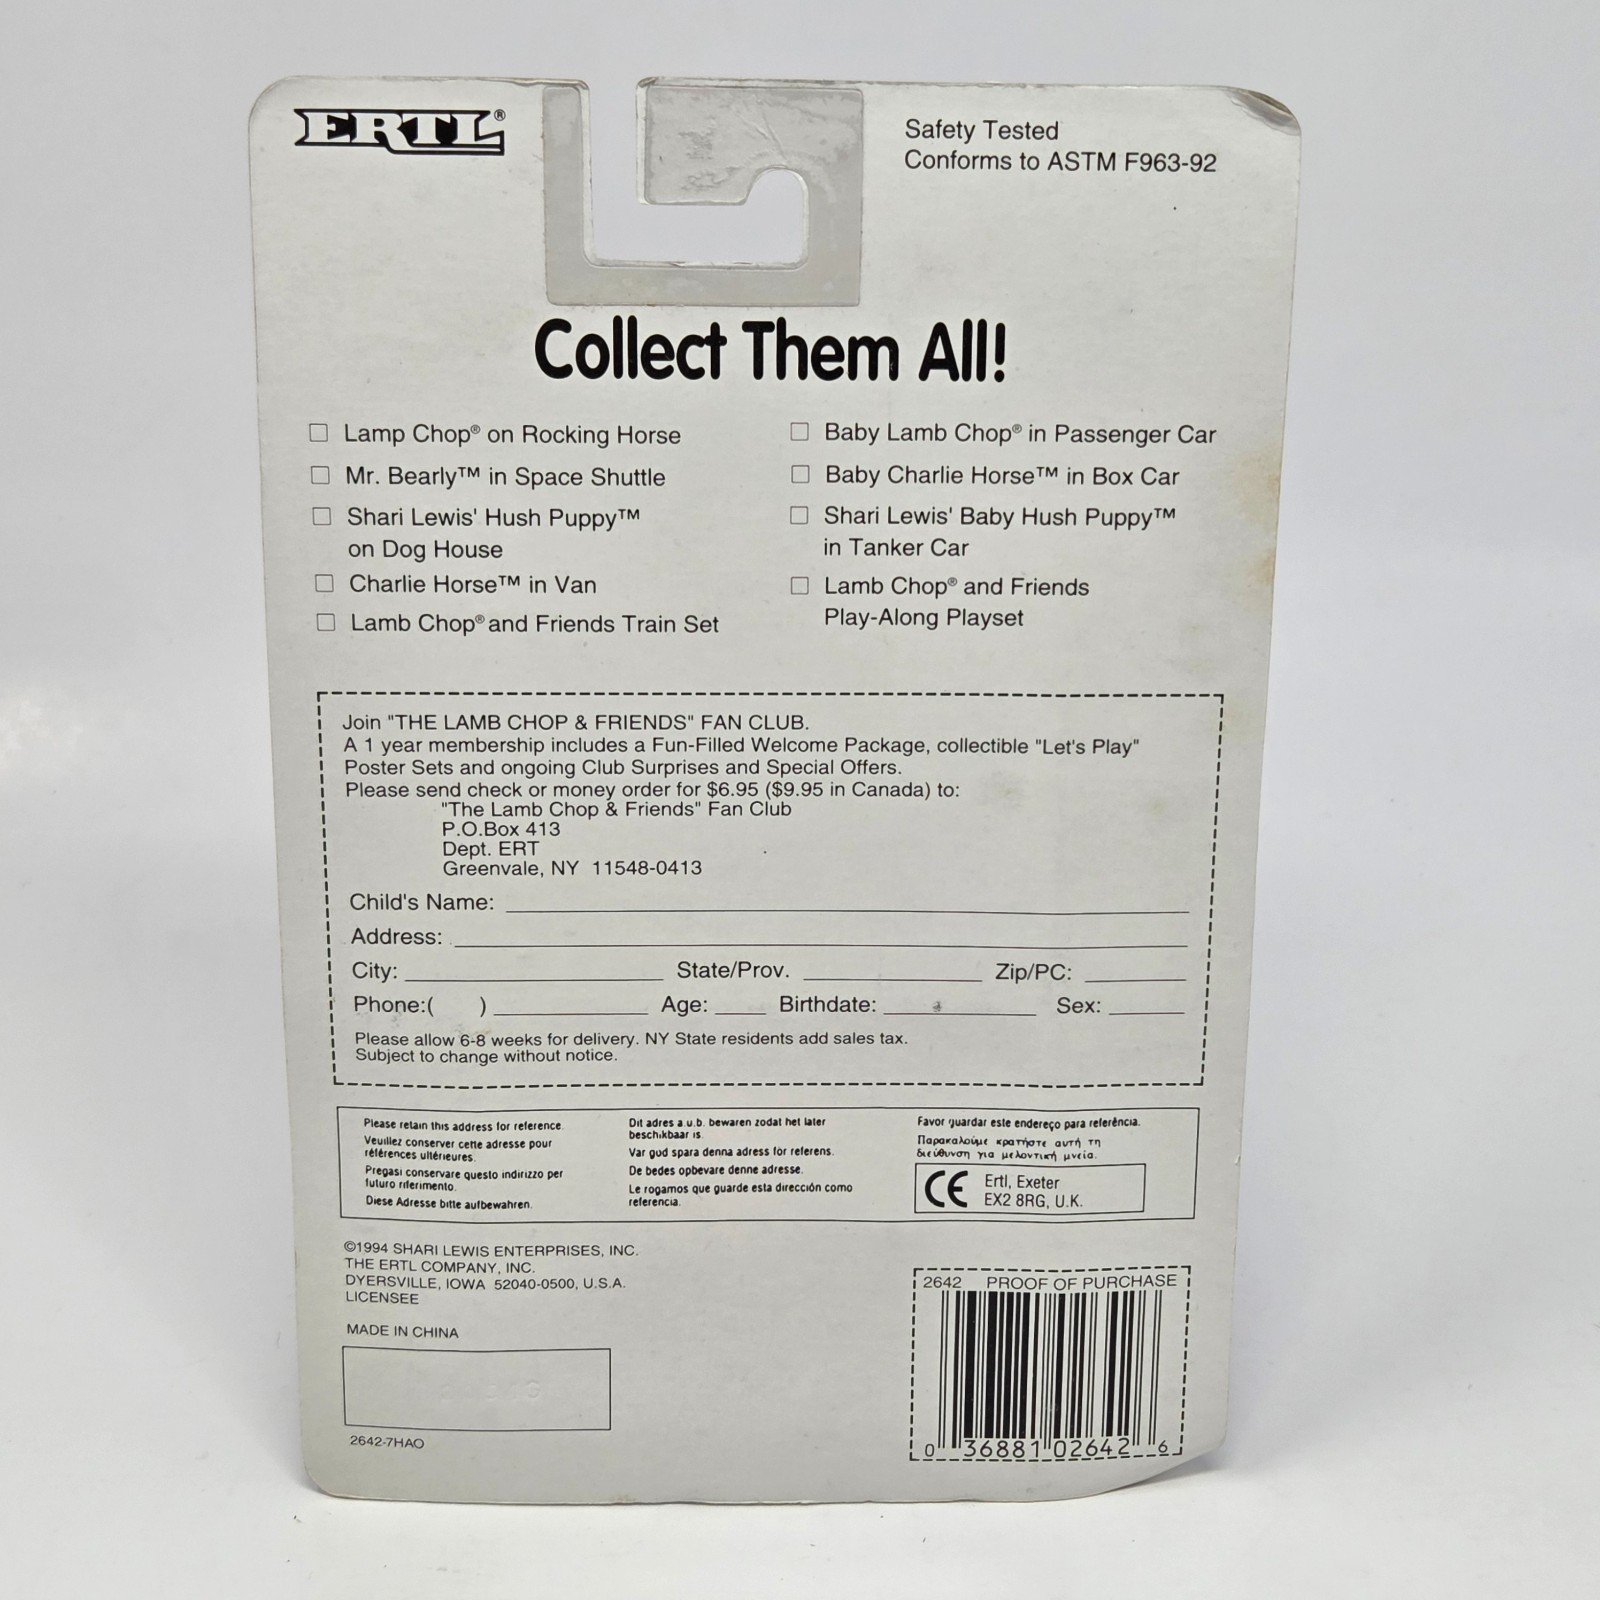 ERTL®
Safety Tested
Conforms to ASTM F963-92
Collect Them All!
Lamp Chop® on Rocking Horse
Mr. Bearly™ in Space Shuttle
Shari Lewis' Hush Puppy™
on Dog House
Charlie Horse™ in Van
Lamb Chop® and Friends Train Set
Baby Lamb Chop® in Passenger Car
Baby Charlie Horse™ in Box Car
Shari Lewis' Baby Hush Puppy™
in Tanker Car
Lamb Chop® and Friends
Play-Along Playset
Join "THE LAMB CHOP & FRIENDS" FAN CLUB.
A 1 year membership includes a Fun-Filled Welcome Package, collectible "Let's Play"
Poster Sets and ongoing Club Surprises and Special Offers.
Please send check or money order for $6.95 ($9.95 in Canada) to:
"The Lamb Chop & Friends" Fan Club
P.O.Box 413
Dept. ERT
Greenvale, NY 11548-0413
Child's Name:
Address:
City: State/Prov. Zip/PC:
Phone:( ) Age: Birthdate: Sex:
Please allow 6-8 weeks for delivery. NY State residents add sales tax.
Subject to change without notice.
Please retain this address for reference.
Veuillez conserver cette adresse pour
références ultérieures.
Pregasi conservare questo indirizzo per
futuro riferimento.
Diese Adresse bitte aufbewahren.
Dit adres a.u.b. bewaren zodat het later
beschikbaar is.
Var god spara denna adress för referens.
De bedes opbevare denne adresse.
Le rogamos que guarde esta dirección como
referencia.
Favor guardar este endereço para referência.
Παρακαλούμε κρατήστε αυτή τη
διεύθυνση για μελοντική μνεία.
CE Ertl, Exeter
EX2 8RG, U.K.
©1994 SHARI LEWIS ENTERPRISES, INC.
THE ERTL COMPANY, INC.
DYERSVILLE, IOWA 52040-0500, U.S.A.
LICENSEE
MADE IN CHINA
2642-7HAO
2642 PROOF OF PURCHASE
0 36881 02642 6